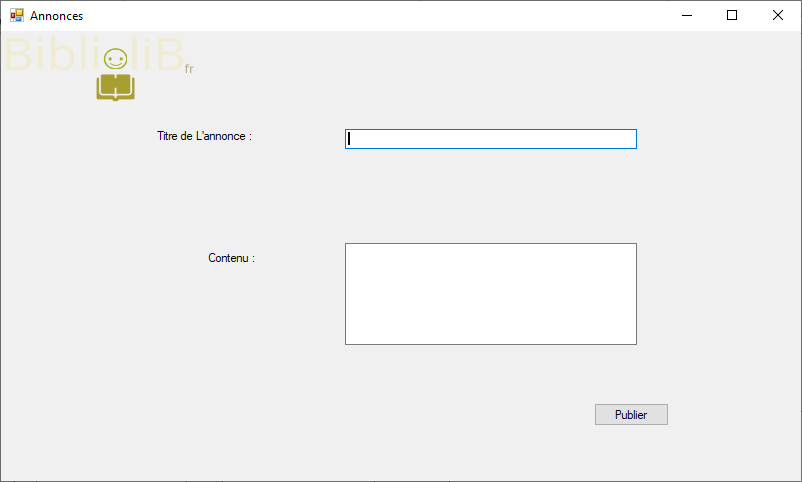 Annonces
BiblioliB
fr
Titre de L'annonce :
Contenu :
Publier